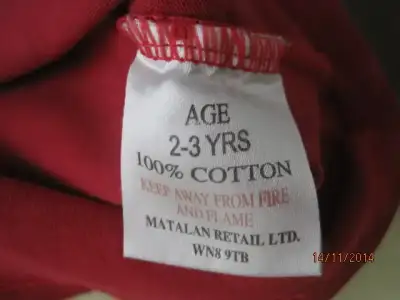 AGE
2-3 YRS
100% COTTON
KEEP AWAY FROM FIRE
AND FLAME
MATALAN RETAIL LTD.
WN8 9TB
14/11/2014